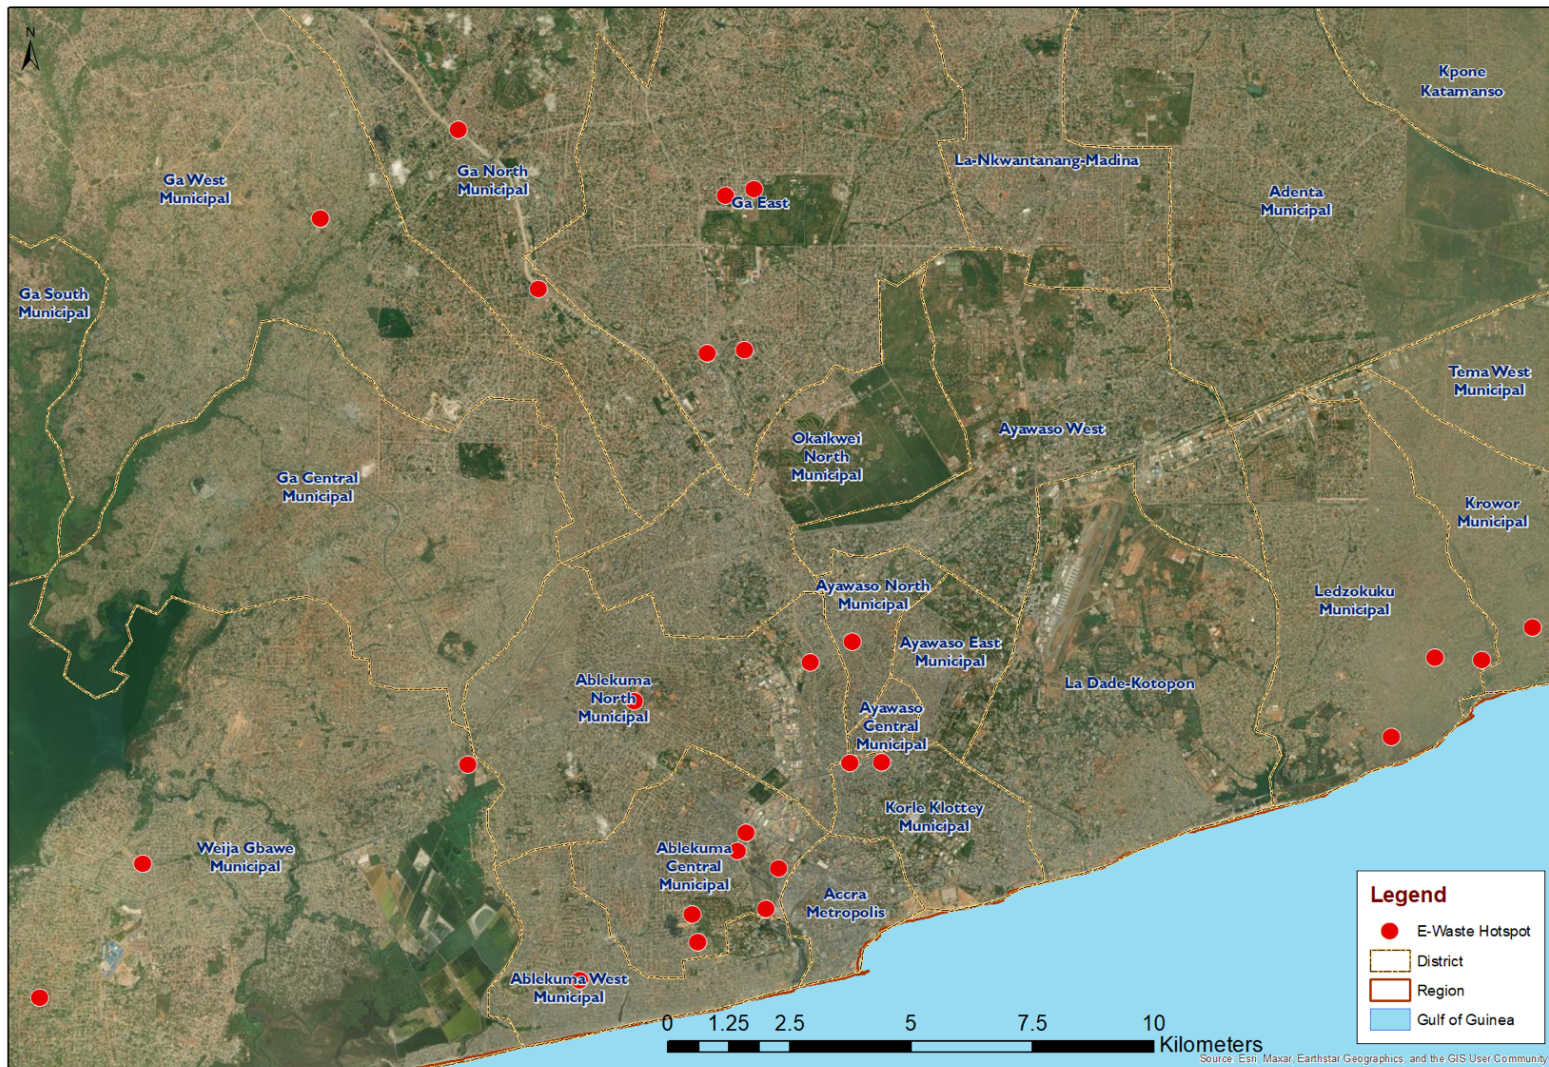 N
Kpone
Katamanso
La-Nkwantanang-Madina
Ga North
Municipal
Ga West
Municipal
Adenta
Municipal
Ga East
Ga South
Municipal
Tema West
Municipal
Ayawaso West
Okaikwei
North
Municipal
Ga Central
Municipal
Krowor
Municipal
Ayawaso North
Municipal
Ledzokuku
Municipal
Ayawaso East
Municipal
La Dade-Kotopon
Ablekuma
North
Municipal
Ayawaso
Central
Municipal
Korle Klottey
Municipal
Weija Gbawe
Municipal
Ablekuma
Central
Municipal
Accra
Metropolis
Ablekuma West
Municipal
Legend
E-Waste Hotspot
District
Region
Gulf of Guinea
0 1.25 2.5 5 7.5 10
Kilometers
Source: Esri, Maxar, Earthstar Geographics, and the GIS User Community